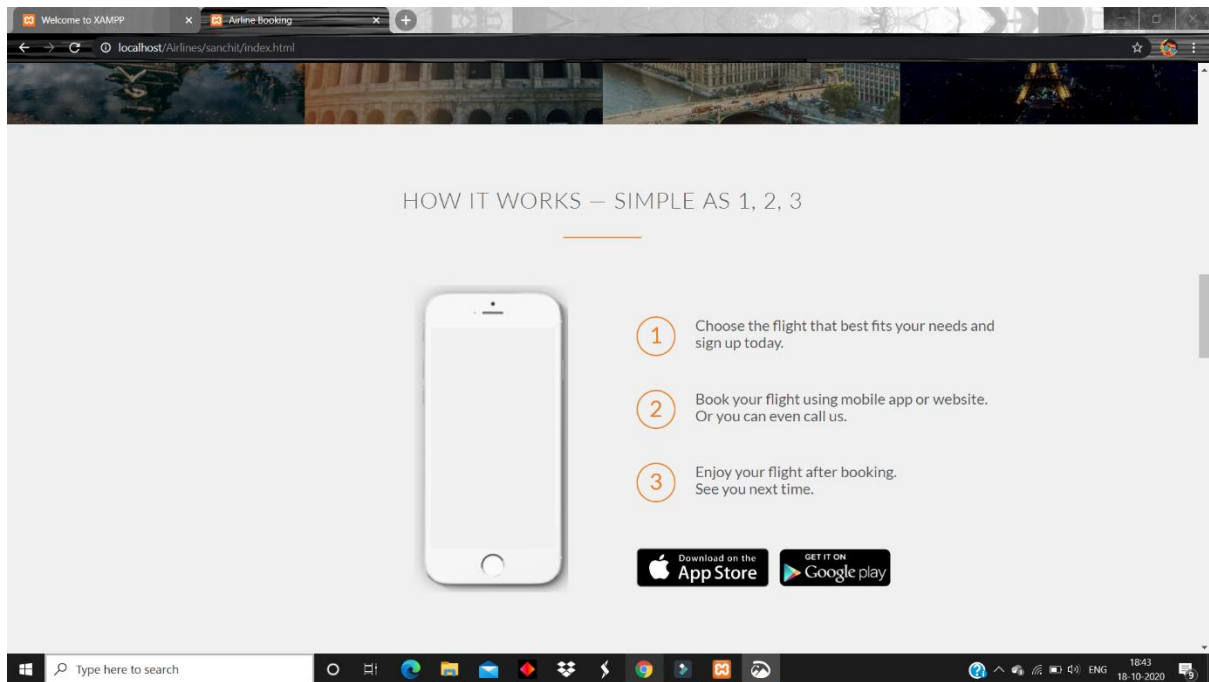 Welcome to XAMPP
Airline Booking
localhost/Airlines/sanchit/index.html
HOW IT WORKS — SIMPLE AS 1, 2, 3
1
Choose the flight that best fits your needs and
sign up today.
2
Book your flight using mobile app or website.
Or you can even call us.
3
Enjoy your flight after booking.
See you next time.
Download on the
App Store
GET IT ON
Google play
Type here to search
ENG
18:43
18-10-2020
9